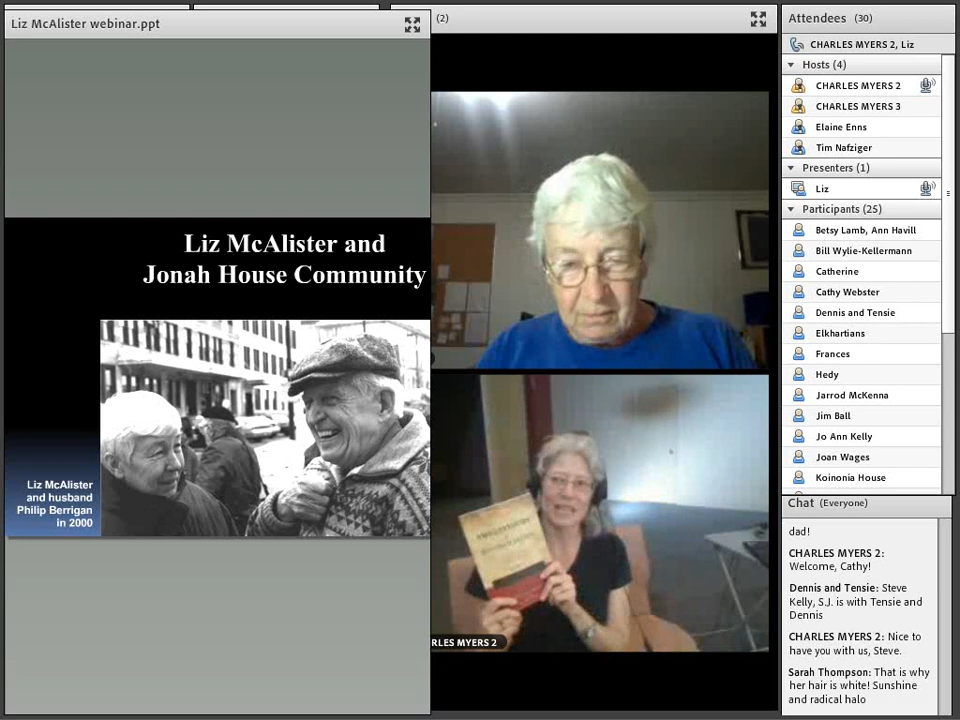 Liz McAlister webinar.ppt
Liz McAlister and
Jonah House Community
Liz McAlister
and husband
Philip Berrigan
in 2000
(2)
RLES MYERS 2
Attendees (30)
CHARLES MYERS 2, Liz
Hosts (4)
CHARLES MYERS 2
CHARLES MYERS 3
Elaine Enns
Tim Nafziger
Presenters (1)
Liz
Participants (25)
Betsy Lamb, Ann Havill
Bill Wylie-Kellermann
Catherine
Cathy Webster
Dennis and Tensie
Elkhartians
Frances
Hedy
Jarrod McKenna
Jim Ball
Jo Ann Kelly
Joan Wages
Koinonia House
Chat (Everyone)
dad!
CHARLES MYERS 2:
Welcome, Cathy!
Dennis and Tensie: Steve
Kelly, S.J. is with Tensie and
Dennis
CHARLES MYERS 2: Nice to
have you with us, Steve.
Sarah Thompson: That is why
her hair is white! Sunshine
and radical halo